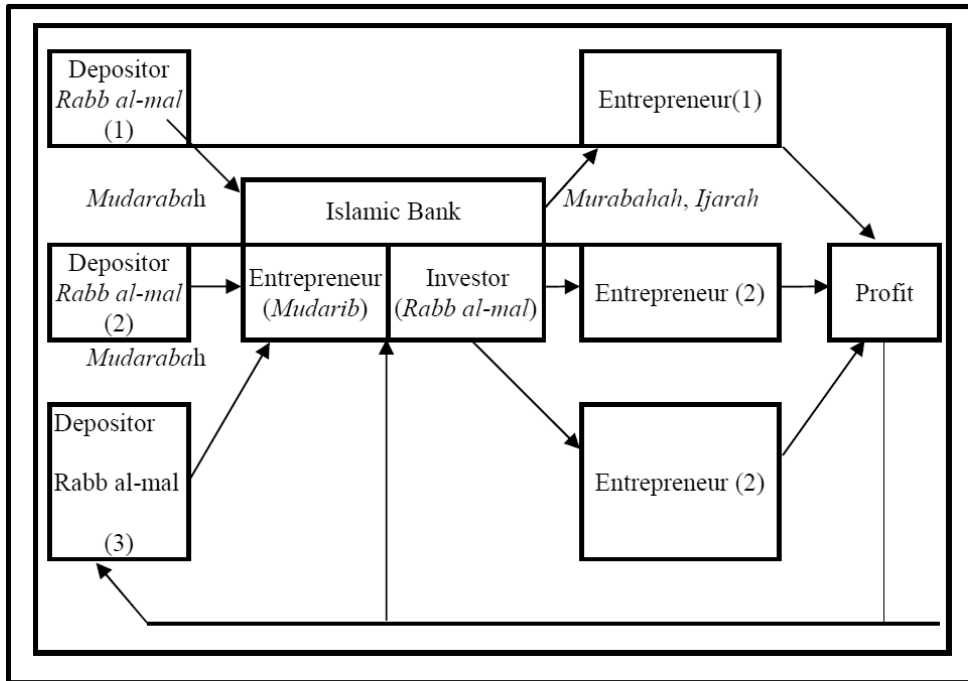 Depositor
Rabb al-mal
(1)
Entrepreneur(1)
Mudarabah
Islamic Bank
Murabahah, Ijarah
Depositor
Rabb al-mal
(2)
Entrepreneur
(Mudarib)
Investor
(Rabb al-mal)
Entrepreneur (2)
Profit
Mudarabah
Depositor
Rabb al-mal
(3)
Entrepreneur (2)